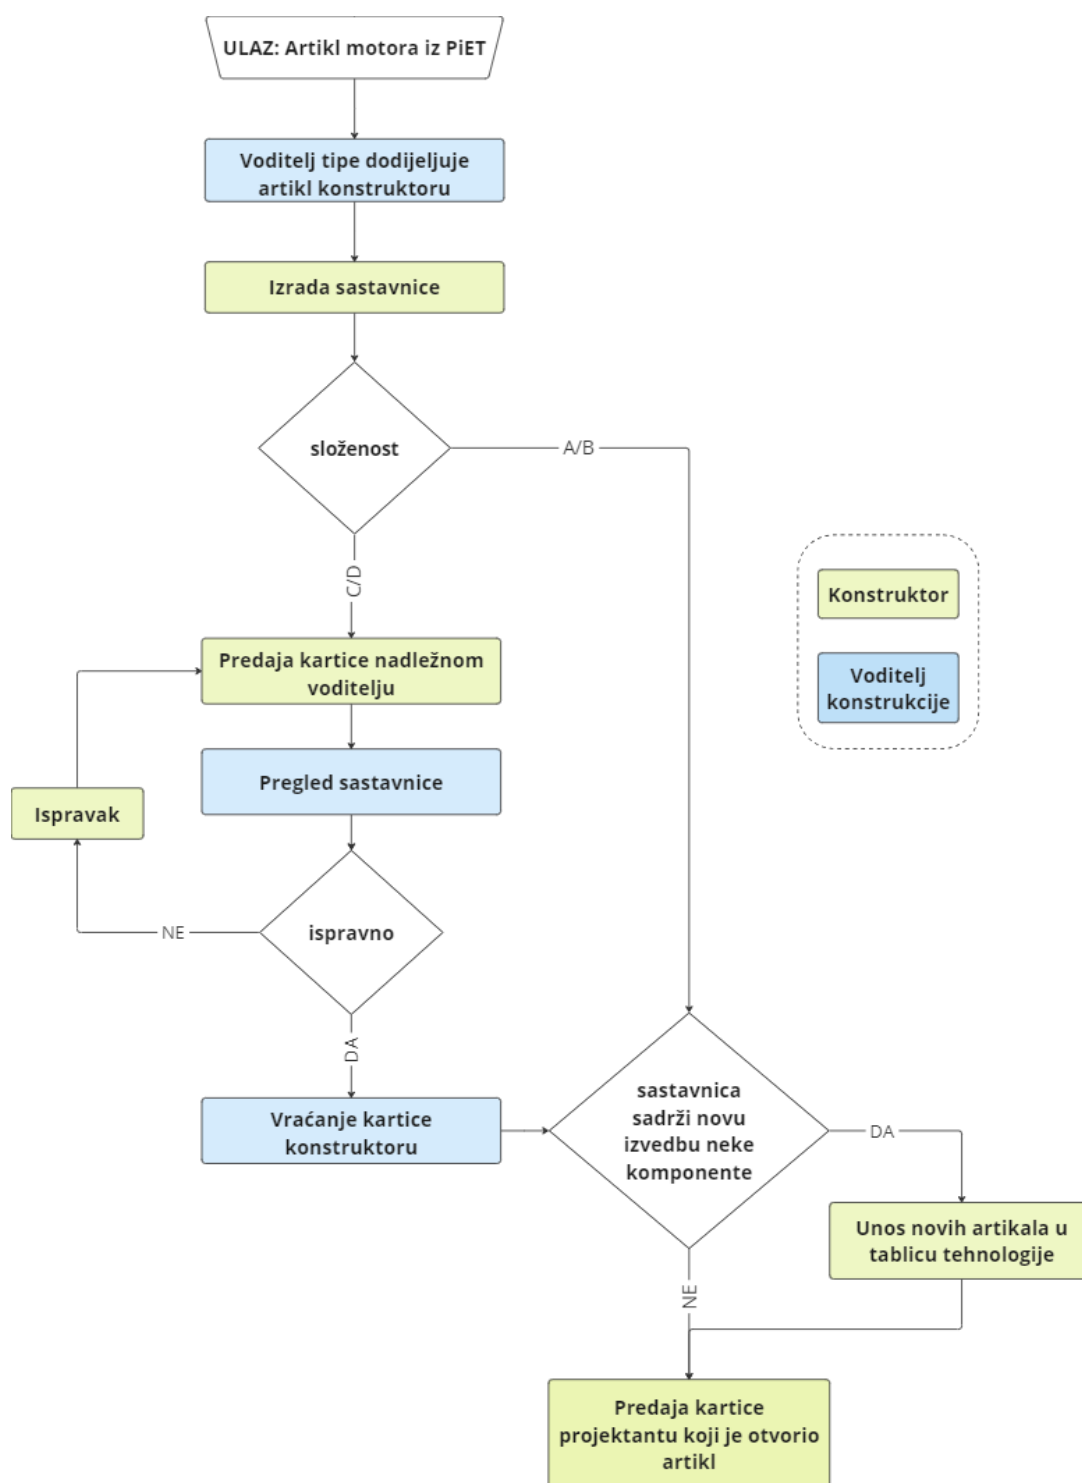 ULAZ: Artikl motora iz PiET
Voditelj tipe dodijeljuje
artikl konstruktoru
Izrada sastavnice
složenost
A/B
C/D
Konstruktor
Voditelj
konstrukcije
Predaja kartice nadležnom
voditelju
Pregled sastavnice
Ispravak
ispravno
NE
DA
Vraćanje kartice
konstruktoru
sastavnica
sadrži novu
izvedbu neke
komponente
DA
Unos novih artikala u
tablicu tehnologije
NE
Predaja kartice
projektantu koji je otvorio
artikl